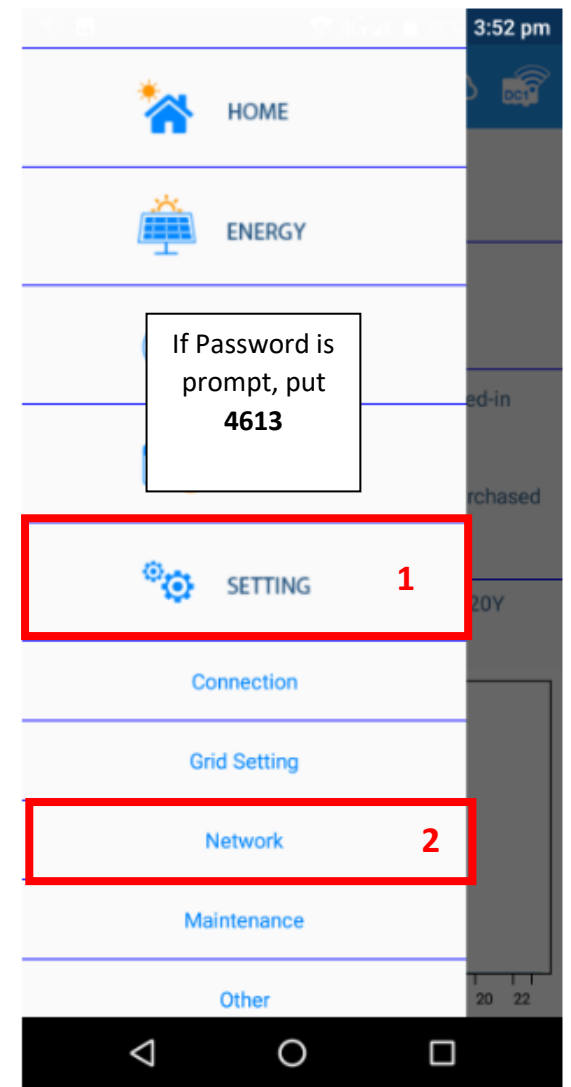 3:52 pm
DC1
HOME
ENERGY
If Password is
prompt, put
4613
ed-in
rchased
SETTING 1
20Y
Connection
Grid Setting
Network 2
Maintenance
Other
20 22